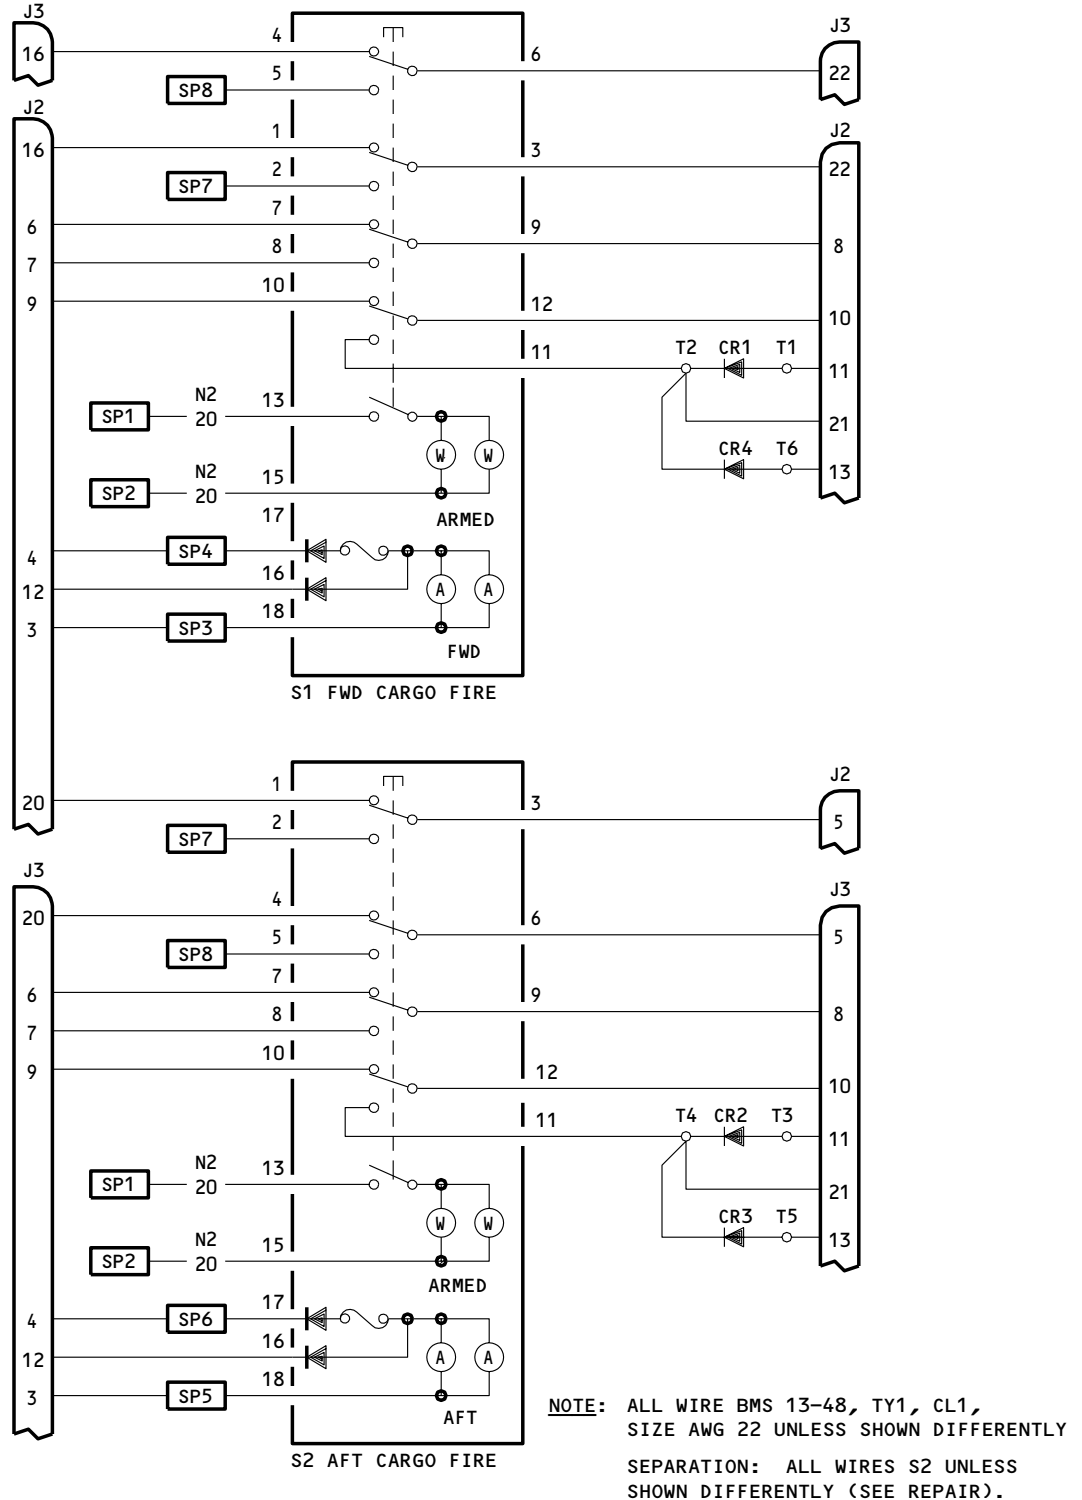 J3
J3
16
4
6
22
5
SP8
J2
J2
16
1
3
22
2
SP7
7
6
9
8
8
7
10
9
12
10
11
T2 CR1 T1
11
N2
13
SP1
20
21
CR4 T6
N2
15
13
SP2
20
17
ARMED
W W
4
SP4
16
12
A A
18
3
SP3
FWD
S1 FWD CARGO FIRE
J2
1
20
3
5
2
SP7
J3
J3
4
20
6
5
5
SP8
7
6
9
8
8
7
10
9
12
10
11
T4 CR2 T3
11
N2
13
SP1
20
21
CR3 T5
W W
N2
15
13
SP2
20
ARMED
17
4
SP6
16
12
A A
18
3
SP5
AFT
S2 AFT CARGO FIRE
NOTE: ALL WIRE BMS 13-48, TY1, CL1,
SIZE AWG 22 UNLESS SHOWN DIFFERENTLY
SEPARATION: ALL WIRES S2 UNLESS
SHOWN DIFFERENTLY (SEE REPAIR).